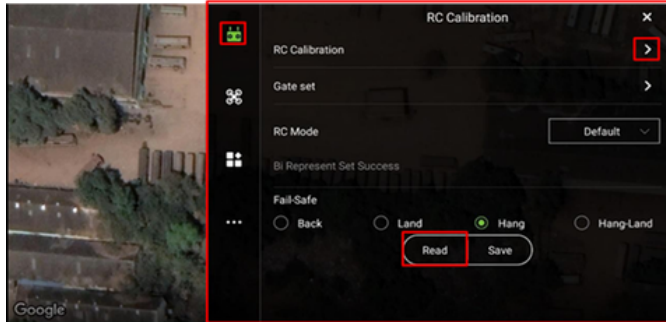 RC Calibration
RC Calibration
Gate set
RC Mode
Default
Bi Represent Set Success
Fail-Safe
Back
Land
Hang
Hang-Land
Read
Save
Google